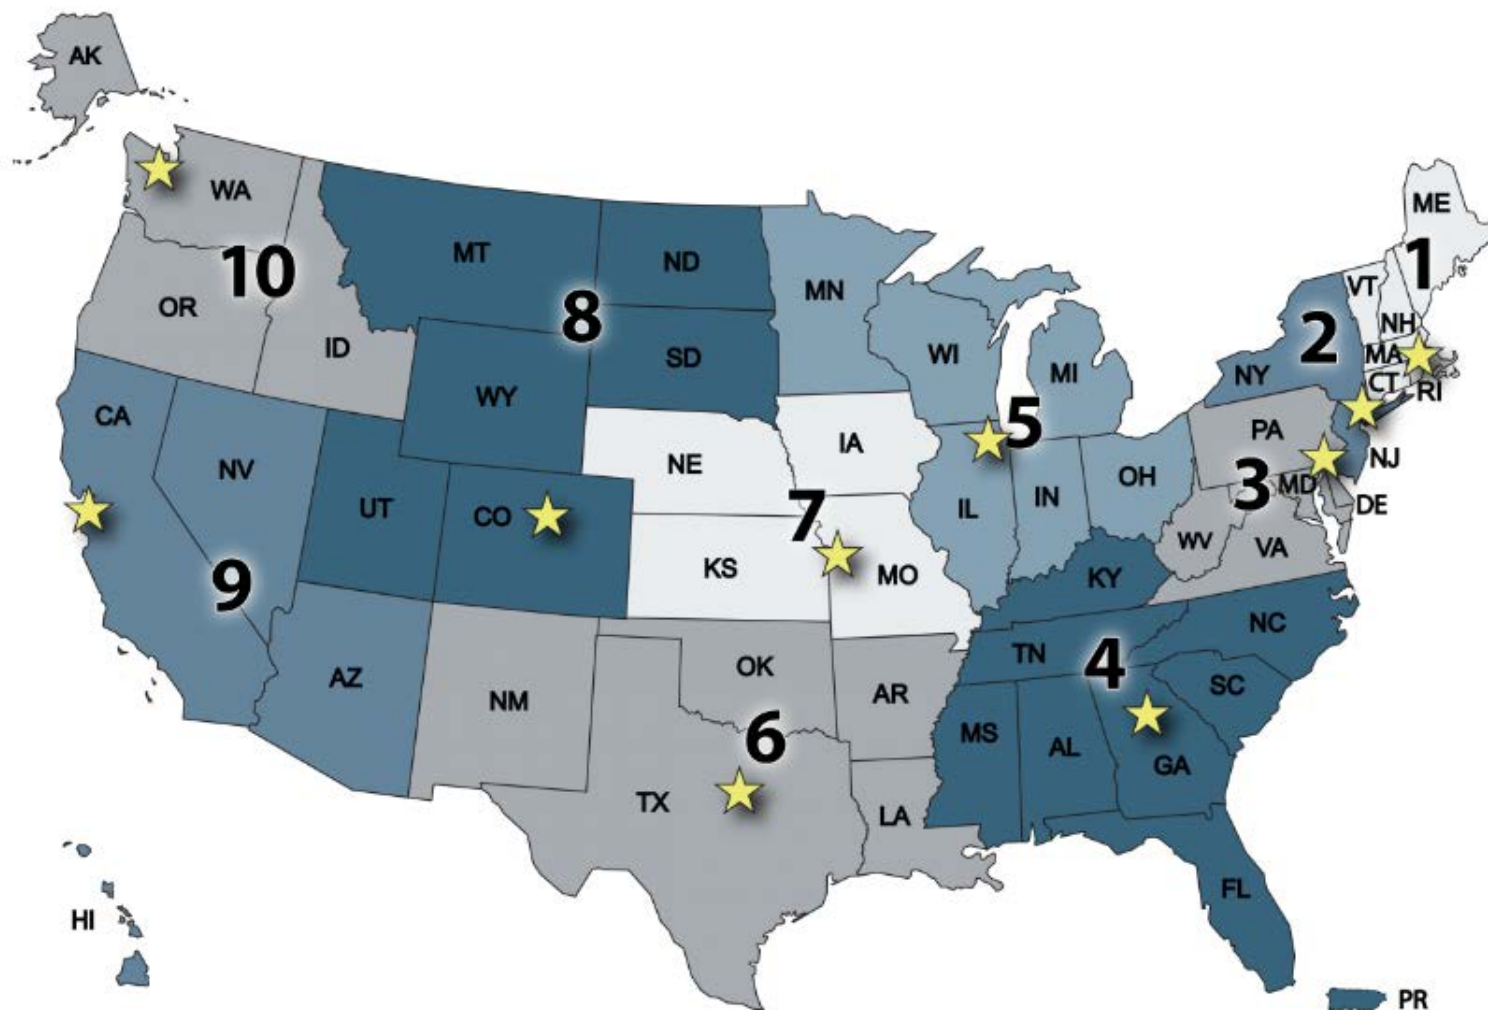 AK
WA
10
OR
ID
MT
ND
8
SD
WY
MN
WI
MI
5
IL
IN
OH
ME
1
VT
NH
2
NY
MA
CT
RI
PA
NJ
3
MD
DE
WV
VA
CA
NV
9
UT
CO
AZ
NE
IA
7
KS
MO
NM
OK
AR
6
TX
LA
KY
NC
TN
4
SC
MS
AL
GA
FL
HI
PR